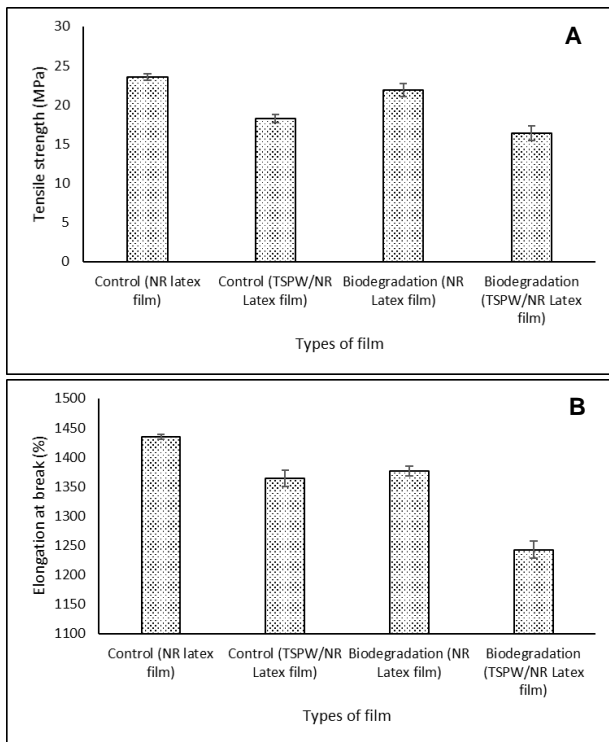 A
Tensile strength (MPa)
30
25
20
15
10
5
0
Control (NR latex
film)
Control (TSPW/NR
Latex film)
Biodegradation (NR
Latex film)
Biodegradation
(TSPW/NR Latex
film)
Types of film
B
Elongation at break (%)
1500
1450
1400
1350
1300
1250
1200
1150
1100
Control (NR latex
film)
Control (TSPW/NR
Latex film)
Biodegradation (NR
Latex film)
Biodegradation
(TSPW/NR Latex
film)
Types of film